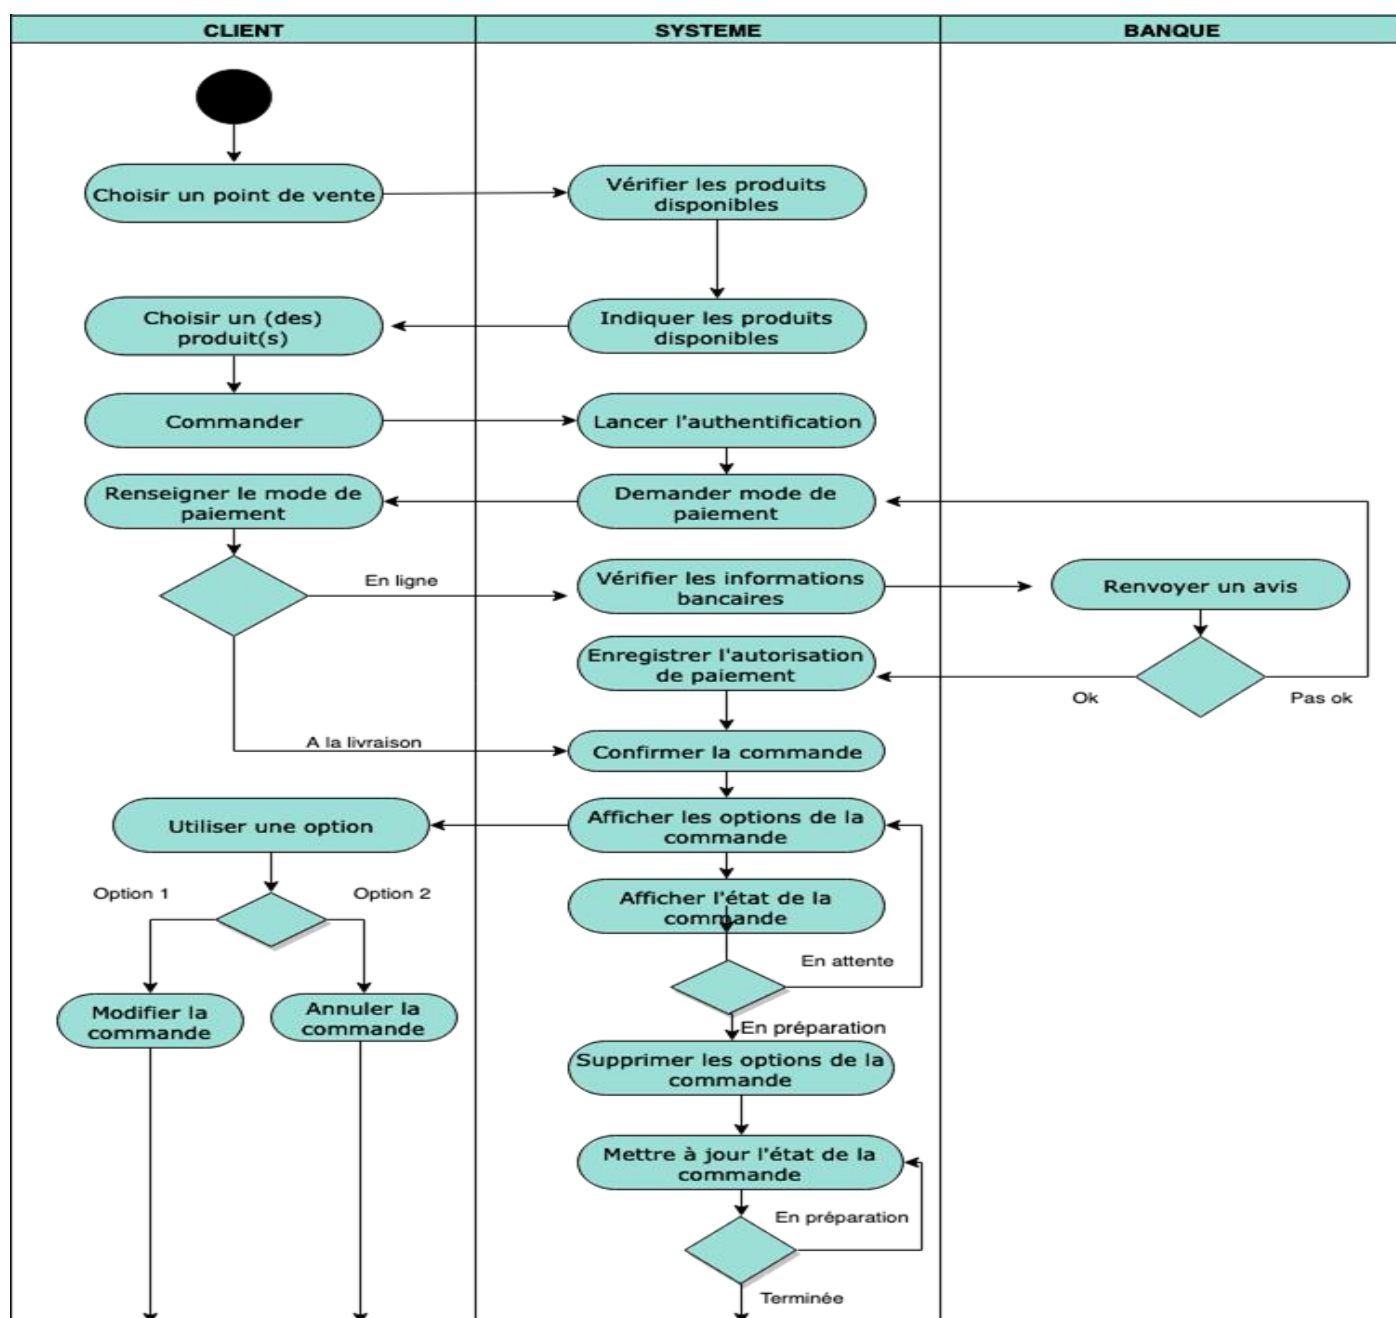 CLIENT
SYSTEME
BANQUE
Choisir un point de vente
Vérifier les produits
disponibles
Choisir un (des)
produit(s)
Indiquer les produits
disponibles
Commander
Lancer l'authentification
Renseigner le mode de
paiement
Demander mode de
paiement
En ligne
Vérifier les informations
bancaires
Renvoyer un avis
Enregistrer l'autorisation
de paiement
Ok
Pas ok
A la livraison
Confirmer la commande
Utiliser une option
Afficher les options de la
commande
Option 1
Option 2
Afficher l'état de la
commande
En attente
Modifier la
commande
Annuler la
commande
En préparation
Supprimer les options de la
commande
Mettre à jour l'état de la
commande
En préparation
Terminée